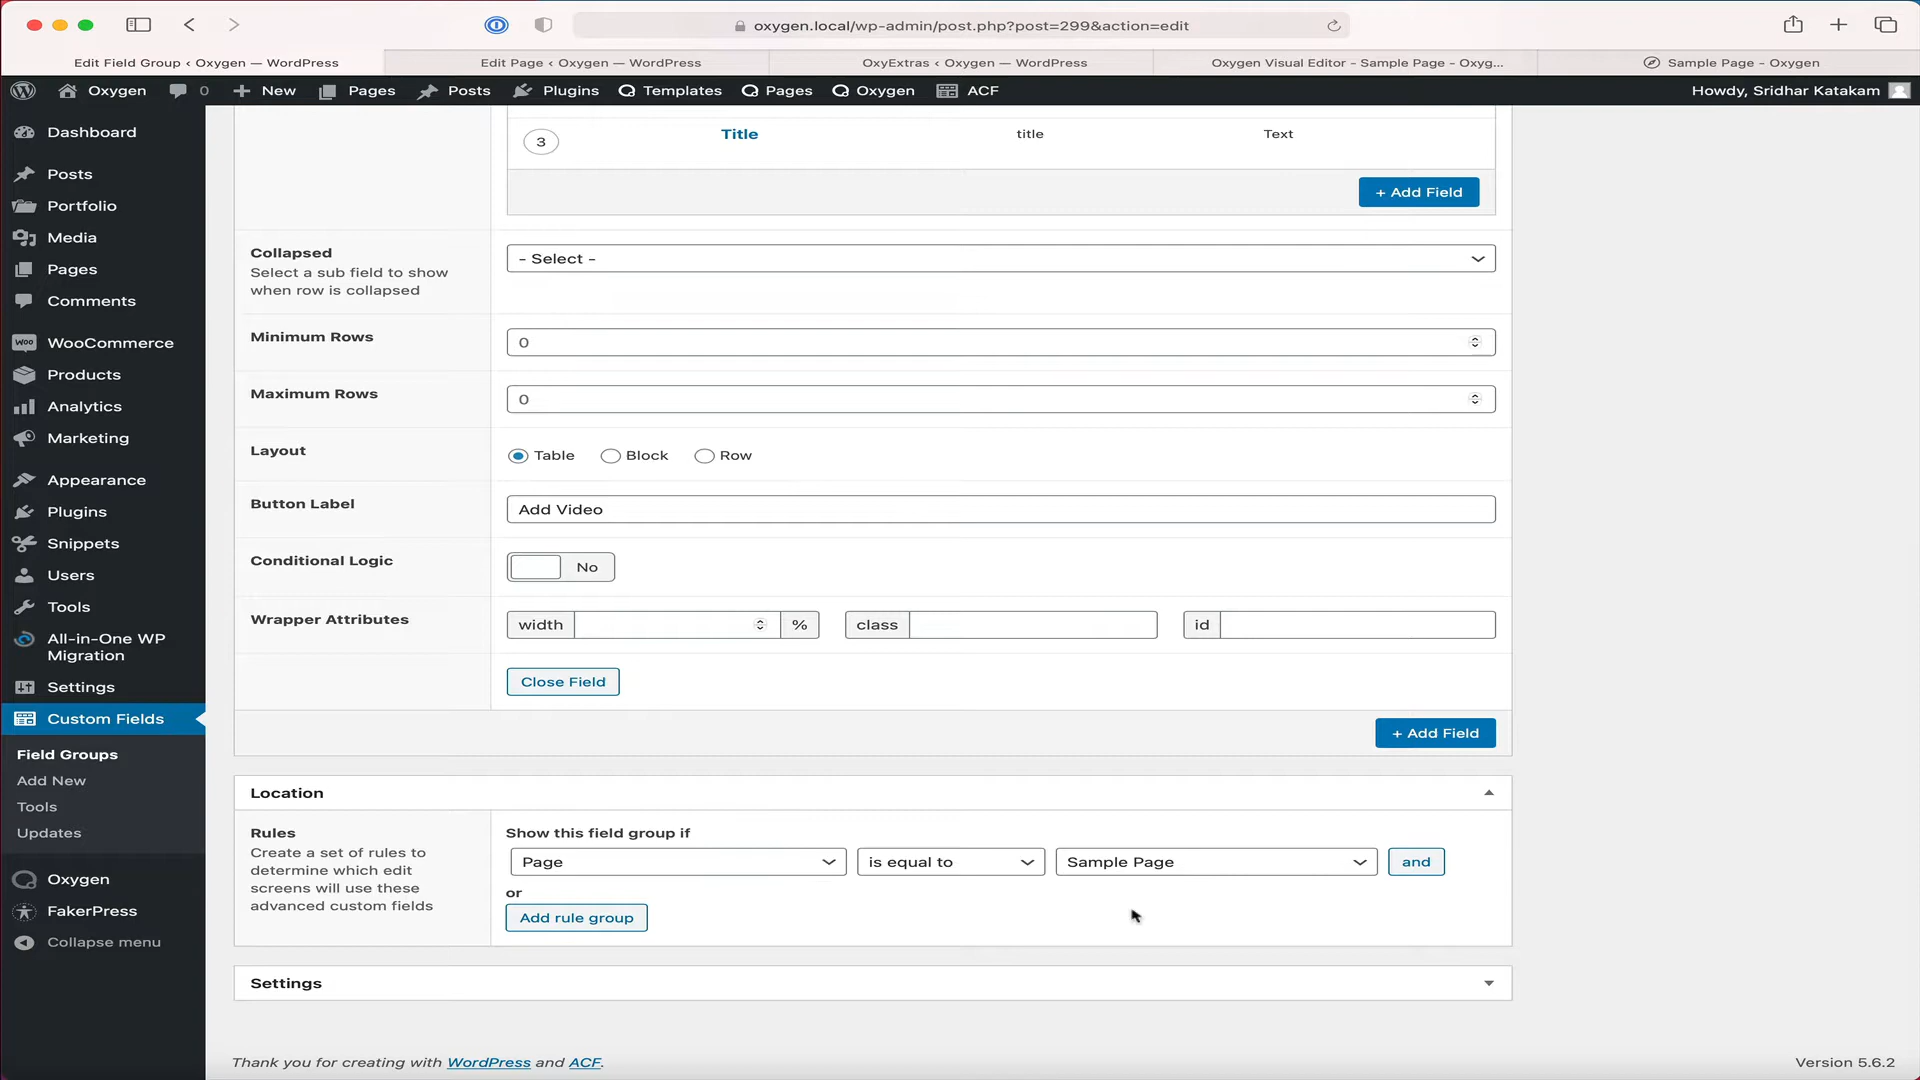 oxygen.local/wp-admin/post.php?post=299&action=edit
Edit Field Group ‹ Oxygen — WordPress
Edit Page ‹ Oxygen — WordPress
OxyExtras ‹ Oxygen — WordPress
Oxygen Visual Editor - Sample Page - Oxyg...
Sample Page - Oxygen
Oxygen 0 New Pages Posts Plugins Templates Pages Oxygen ACF Howdy, Sridhar Katakam
Dashboard
Posts
Portfolio
Media
Pages
Comments
WOO WooCommerce
Products
Analytics
Marketing
Appearance
Plugins
Snippets
Users
Tools
All-in-One WP
Migration
Settings
Custom Fields
Field Groups
Add New
Tools
Updates
Oxygen
FakerPress
Collapse menu
3 Title title Text
+ Add Field
Collapsed
Select a sub field to show
when row is collapsed
- Select -
Minimum Rows
0
Maximum Rows
0
Layout
Table Block Row
Button Label
Add Video
Conditional Logic
No
Wrapper Attributes
width % class id
Close Field
+ Add Field
Location
Rules
Create a set of rules to
determine which edit
screens will use these
advanced custom fields
Show this field group if
Page is equal to Sample Page and
or
Add rule group
Settings
Thank you for creating with WordPress and ACF.
Version 5.6.2